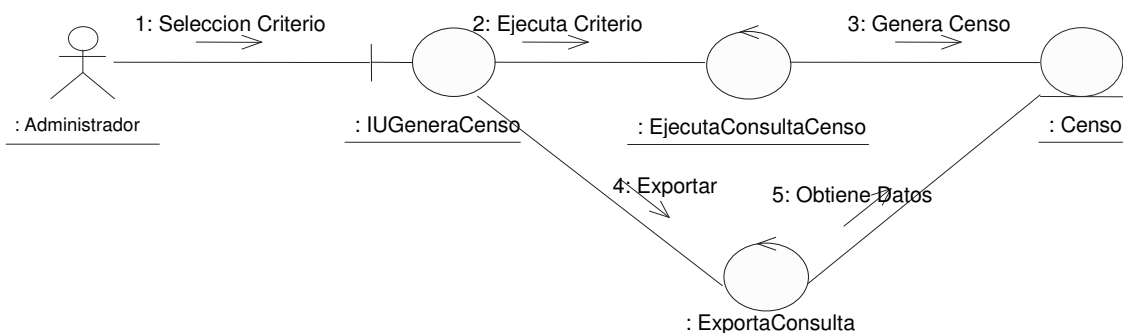 1: Seleccion Criterio
2: Ejecuta Criterio
3: Genera Censo
: Administrador
: IUGeneraCenso
: EjecutaConsultaCenso
: Censo
4: Exportar
5: Obtiene Datos
: ExportaConsulta